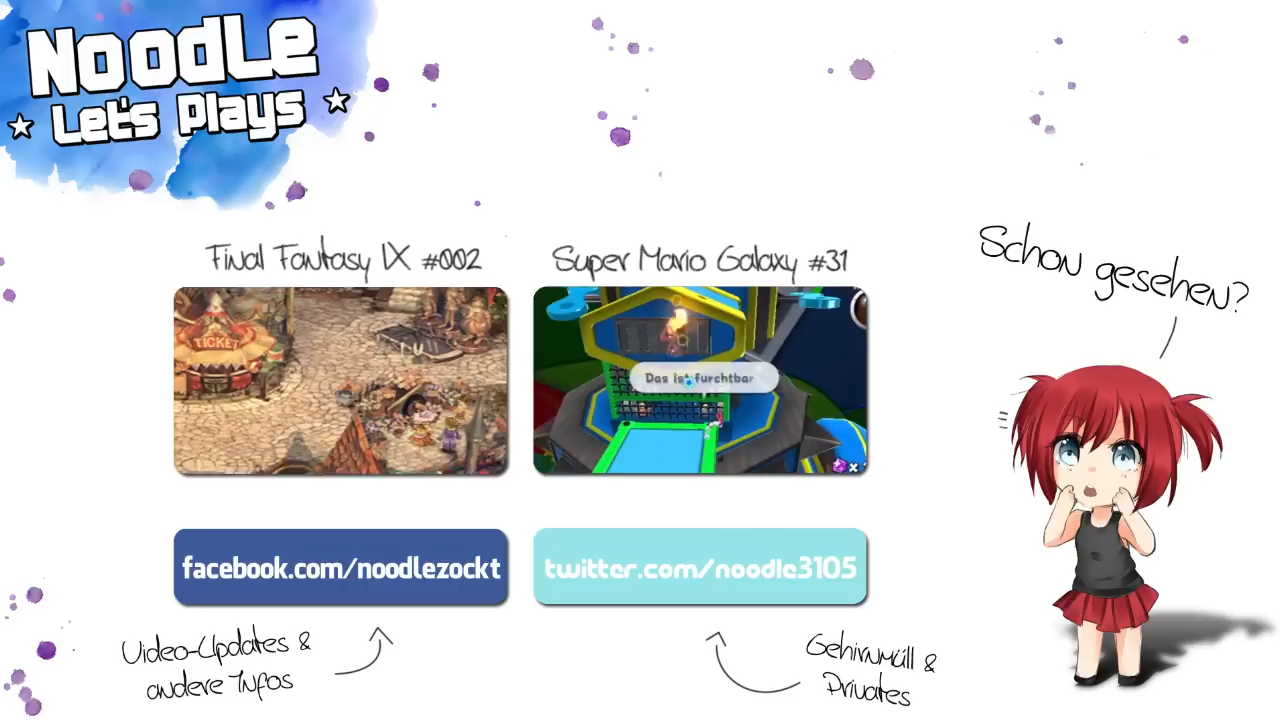 NoodLe
Let's Plays
Final Fantasy IX #002
Super Mario Galaxy #31
Schon gesehen?
TICKET
Das ist furchtbar
x
facebook.com/noodlezockt
twitter.com/noodle3105
Video-Updates &
andere Infos
Gehirnmüll &
Privates